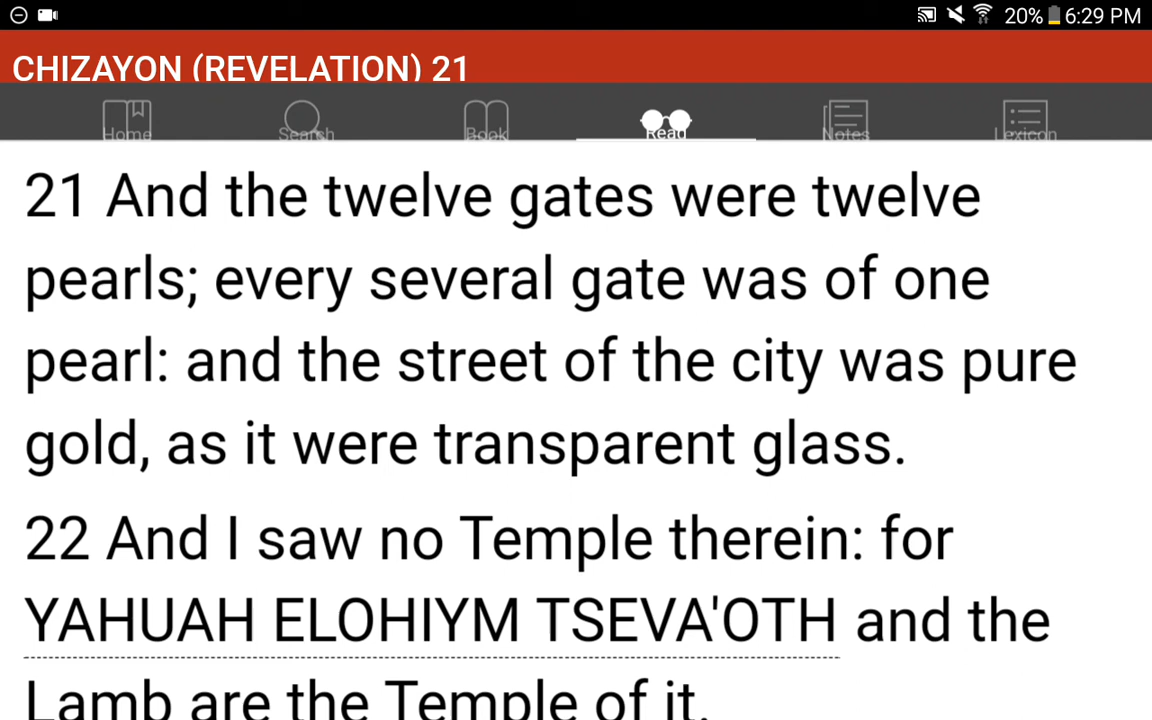 20% 6:29 PM
CHIZAYON (REVELATION) 21
Home Search Book Read Notes Lexicon
21 And the twelve gates were twelve
pearls; every several gate was of one
pearl: and the street of the city was pure
gold, as it were transparent glass.
22 And I saw no Temple therein: for
YAHUAH ELOHIYM TSEVA'OTH and the
Lamb are the Temple of it.